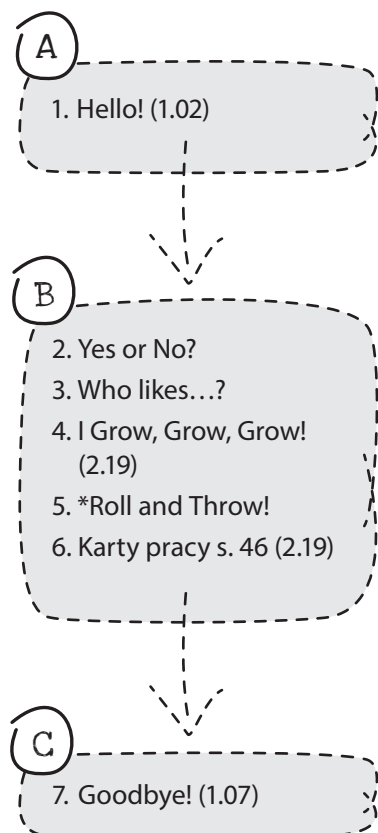 A
1. Hello! (1.02)
B
2. Yes or No?
3. Who likes…?
4. I Grow, Grow, Grow!
(2.19)
5. *Roll and Throw!
6. Karty pracy s. 46 (2.19)
C
7. Goodbye! (1.07)